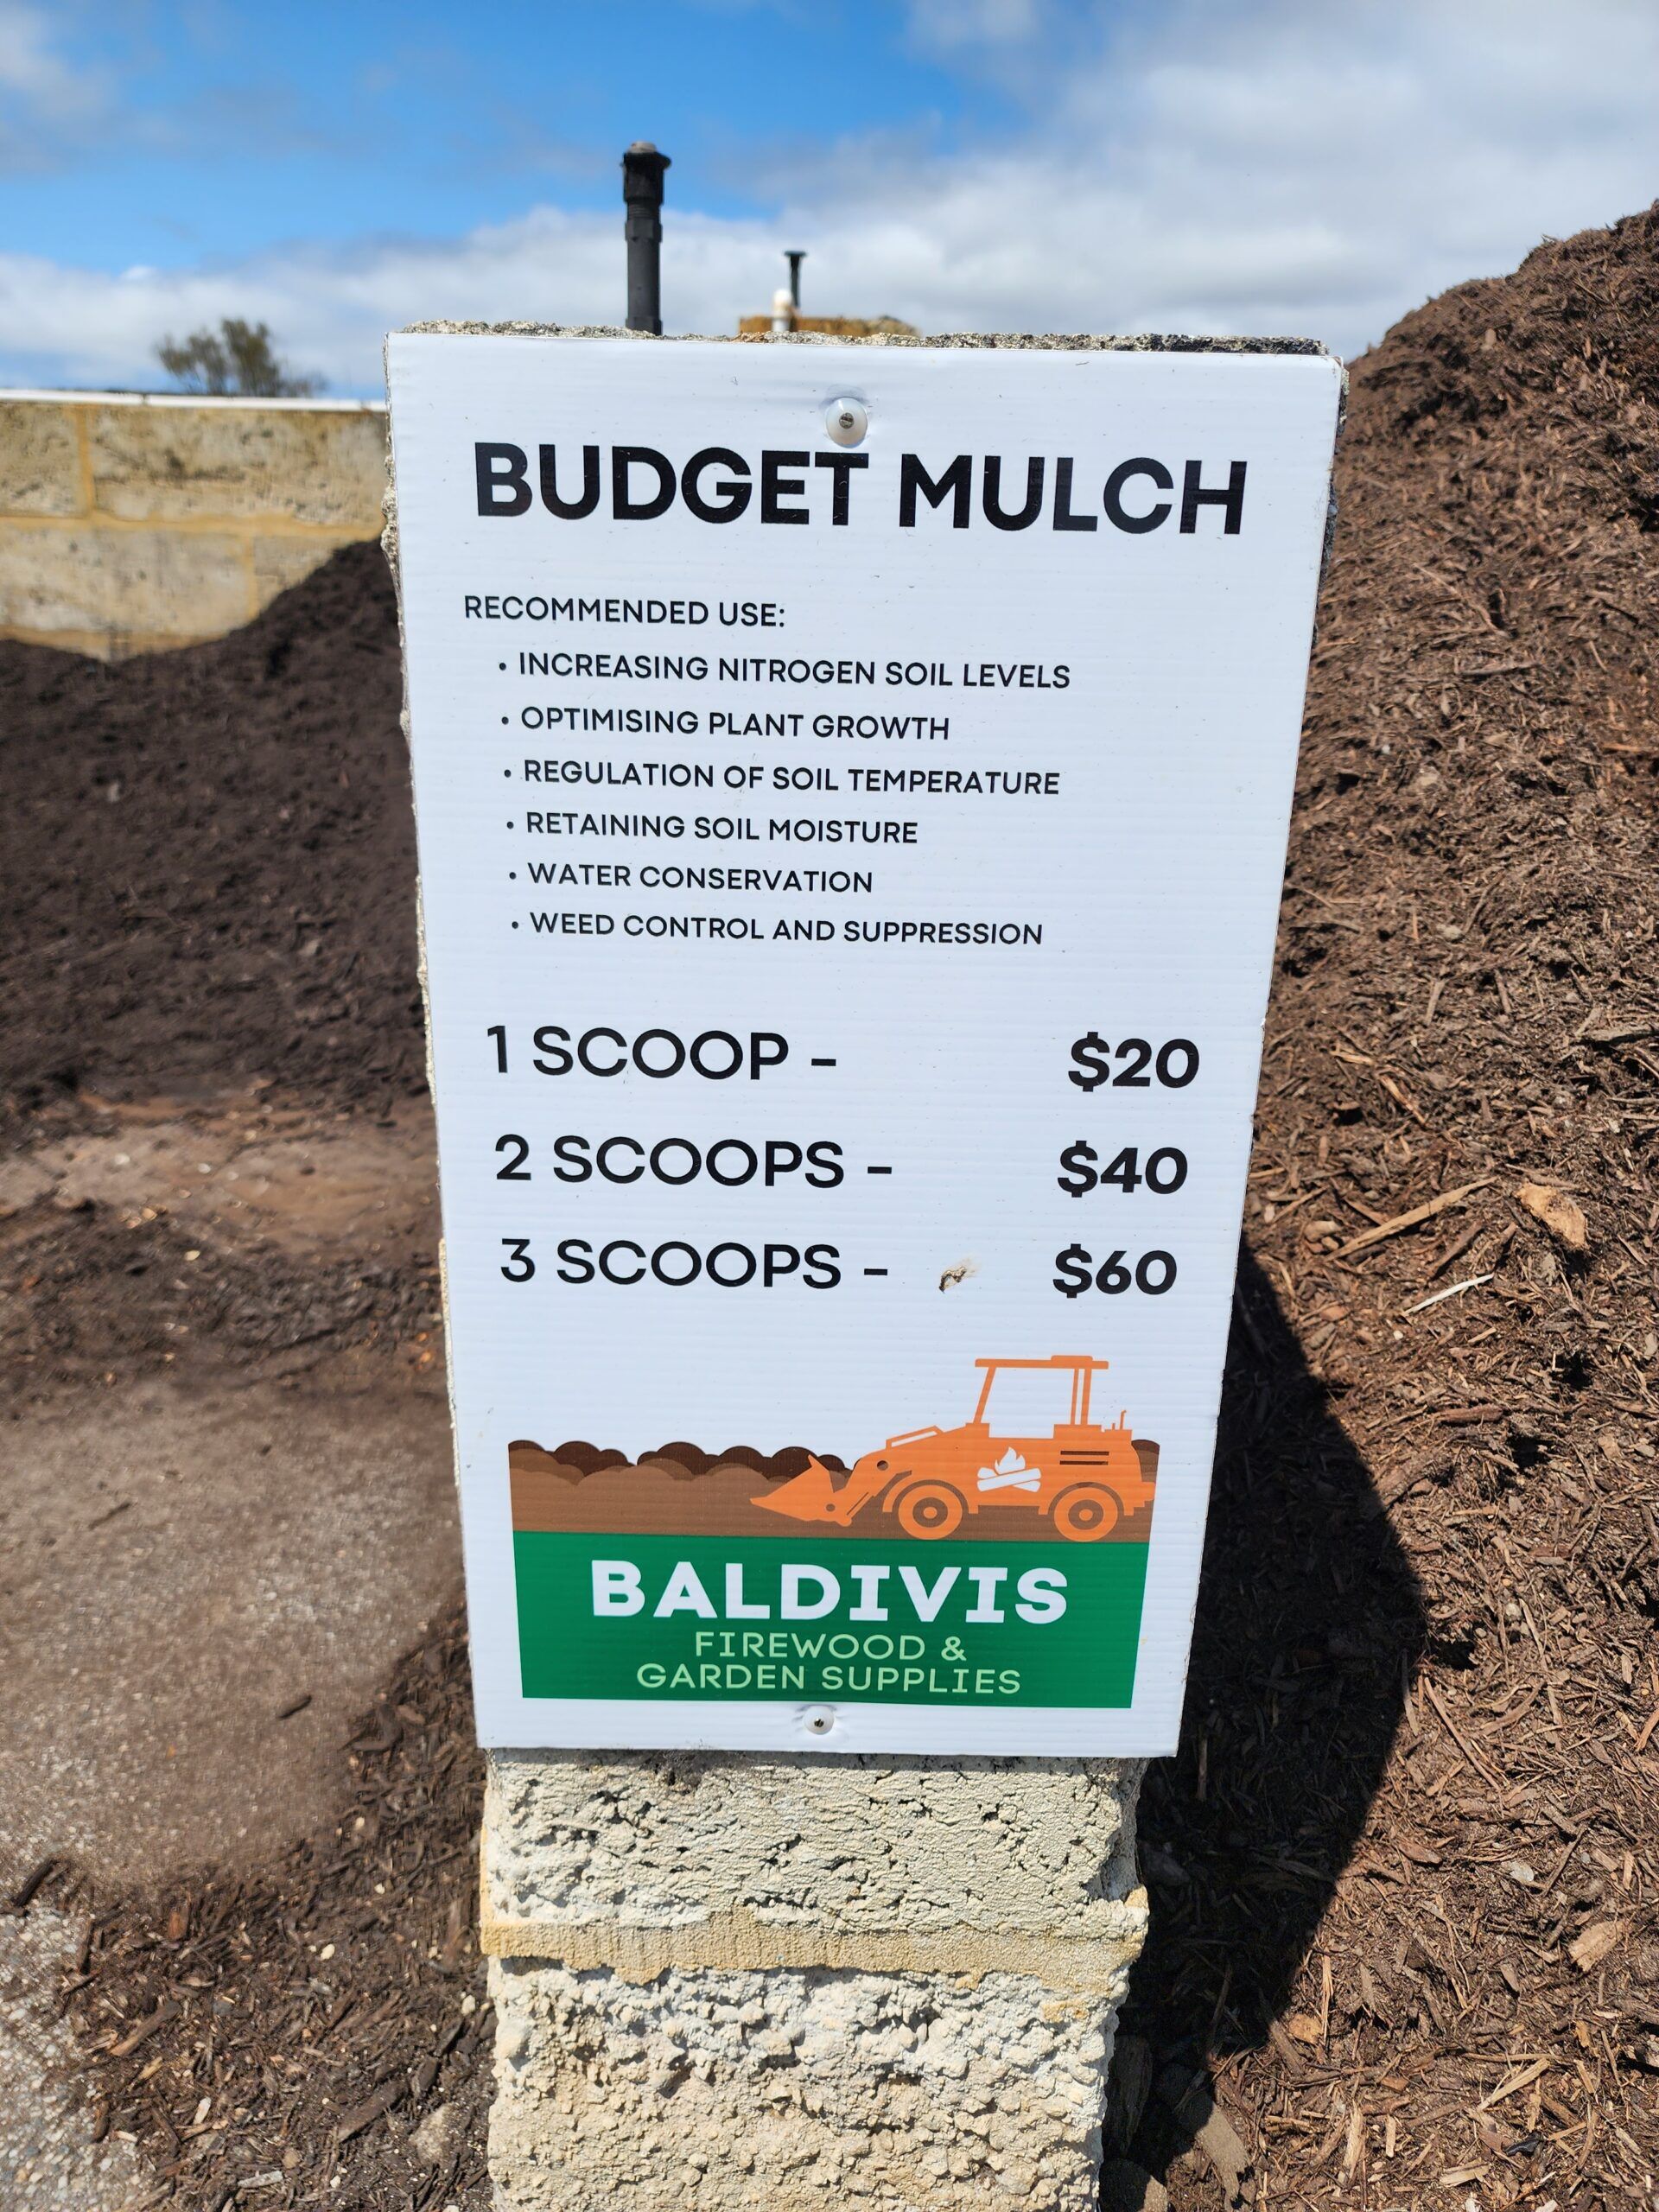 BUDGET MULCH
RECOMMENDED USE:
• INCREASING NITROGEN SOIL LEVELS
• OPTIMISING PLANT GROWTH
• REGULATION OF SOIL TEMPERATURE
• RETAINING SOIL MOISTURE
• WATER CONSERVATION
• WEED CONTROL AND SUPPRESSION
1 SCOOP - $20
2 SCOOPS - $40
3 SCOOPS - $60
BALDIVIS
FIREWOOD &
GARDEN SUPPLIES